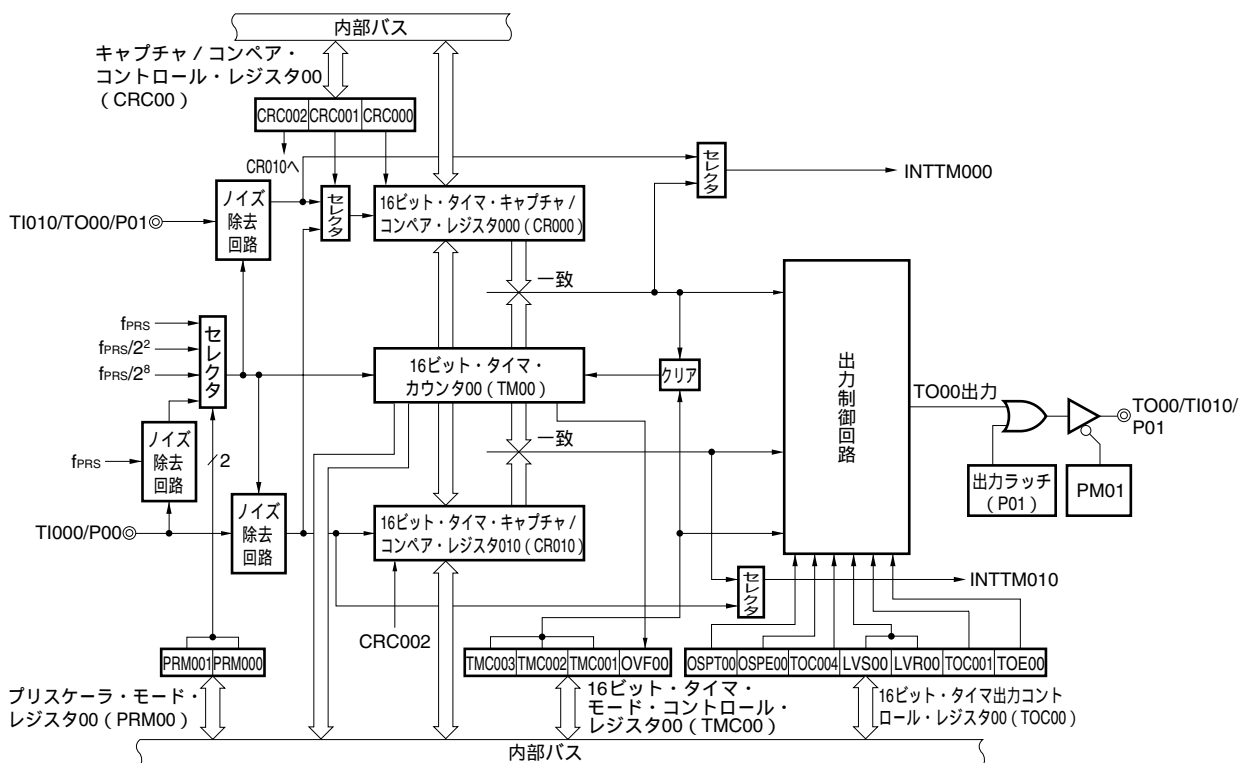 内部バス
キャプチャ / コンペア・
コントロール・レジスタ00
( CRC00 )
CRC002 CRC001 CRC000
CR010へ
セレクタ
INTTM000
ノイズ
除去
回路
セレクタ
16ビット・タイマ・キャプチャ /
コンペア・レジスタ000 ( CR000 )
TI010/TO00/P01
一致
fPRS
fPRS/2²
fPRS/2⁸
セレクタ
16ビット・タイマ・
カウンタ00 ( TM00 )
クリア
出力制御回路
TO00出力
TO00/TI010/
P01
一致
fPRS
ノイズ
除去
回路
2
出力ラッチ
( P01 )
PM01
TI000/P00
ノイズ
除去
回路
16ビット・タイマ・キャプチャ /
コンペア・レジスタ010 ( CR010 )
セレクタ
INTTM010
CRC002
PRM001 PRM000
TMC003 TMC002 TMC001 OVF00
OSPT00 OSPE00 TOC004 LVS00 LVR00 TOC001 TOE00
プリスケーラ・モード・
レジスタ00 ( PRM00 )
16ビット・タイマ・
モード・コントロール・
レジスタ00 ( TMC00 )
16ビット・タイマ出力コント
ロール・レジスタ00 ( TOC00 )
内部バス